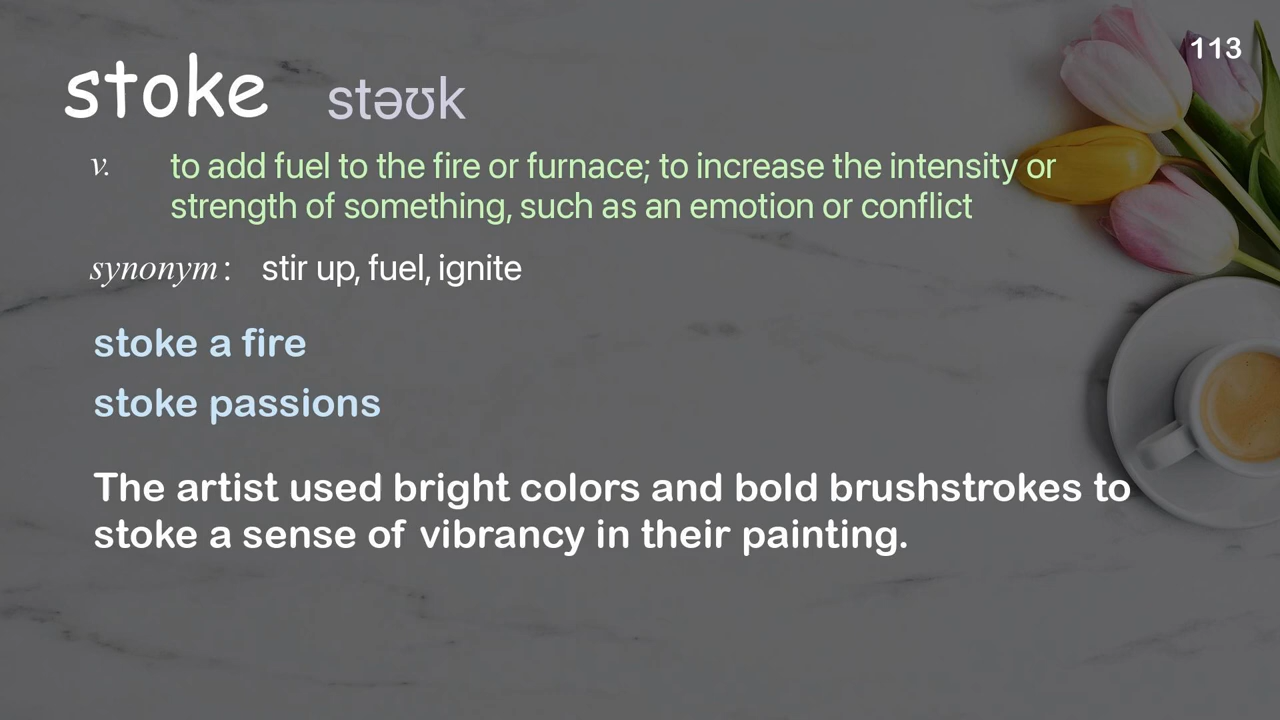 113
stoke stəʊk
v. to add fuel to the fire or furnace; to increase the intensity or
strength of something, such as an emotion or conflict
synonym: stir up, fuel, ignite
stoke a fire
stoke passions
The artist used bright colors and bold brushstrokes to
stoke a sense of vibrancy in their painting.